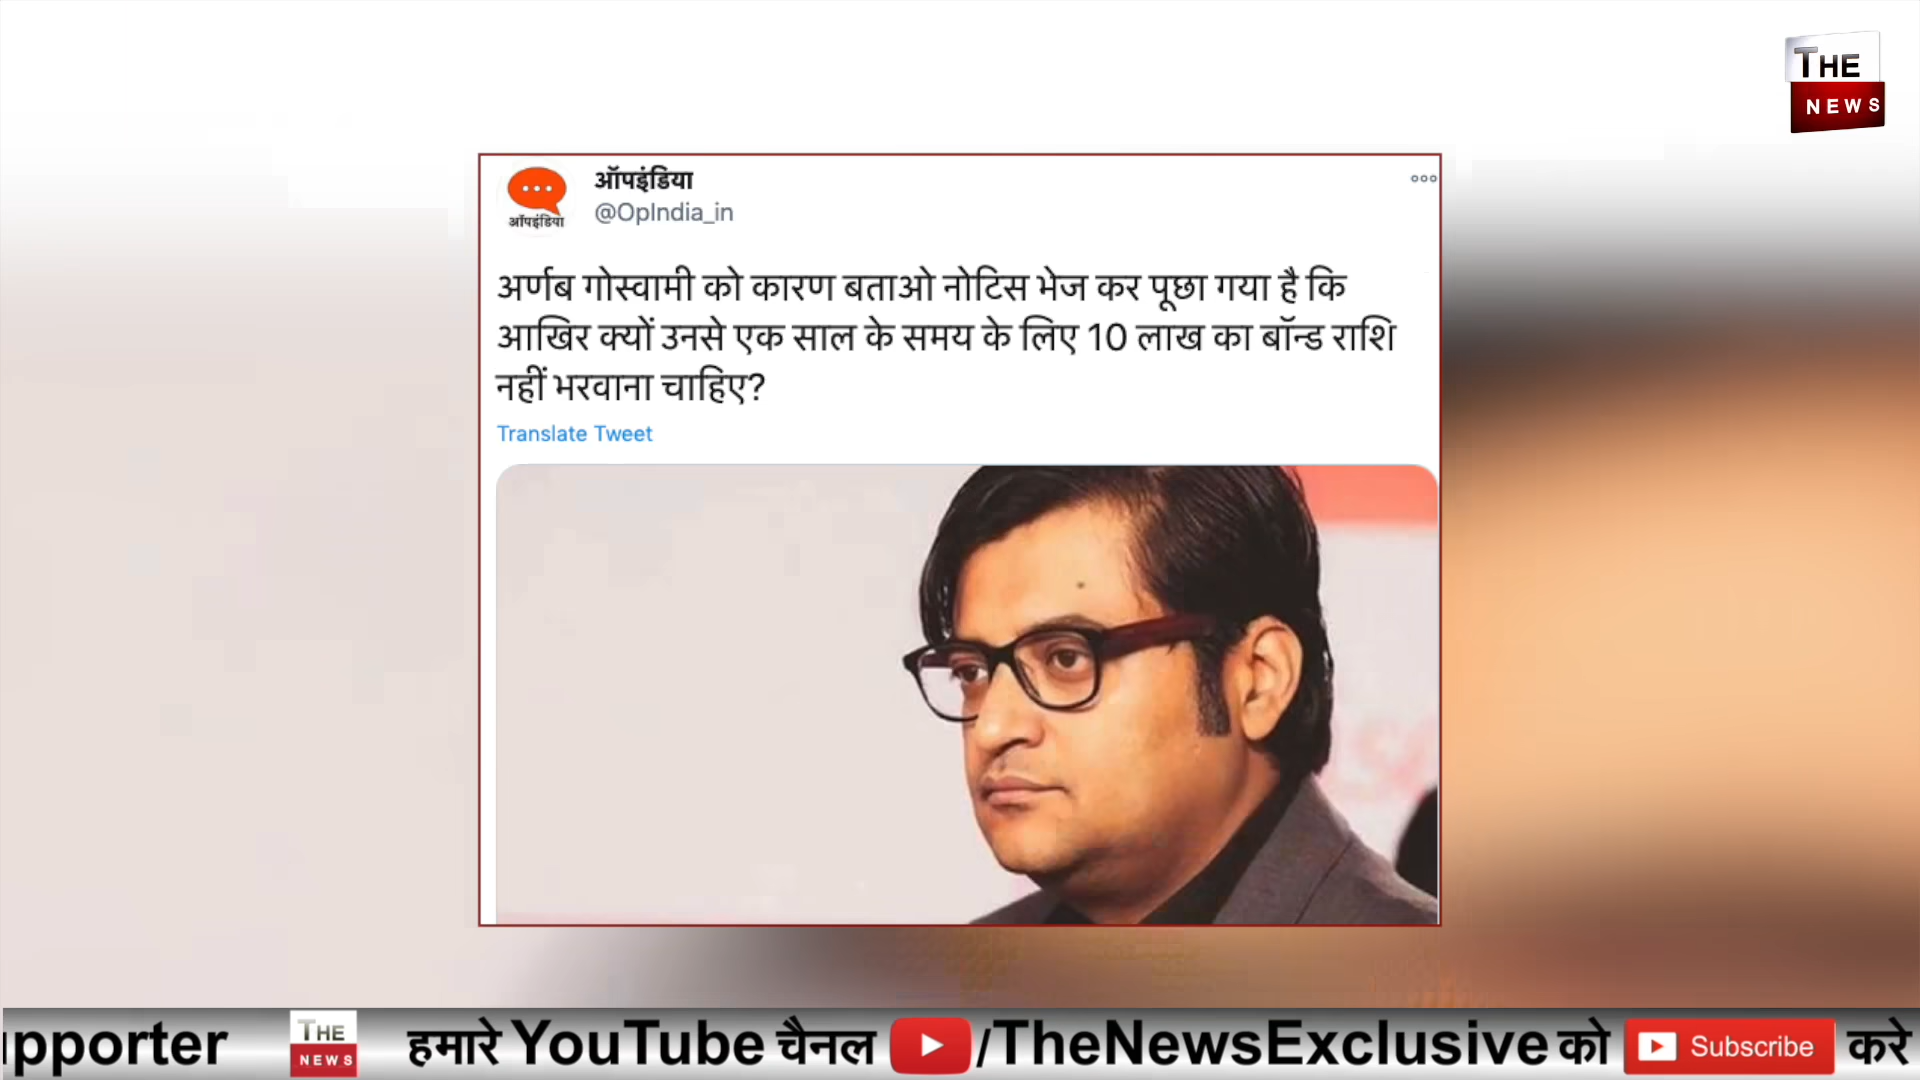 THE
NEWS
ऑपइंडिया
@OpIndia_in
ऑपइंडिया
अर्णब गोस्वामी को कारण बताओ नोटिस भेज कर पूछा गया है कि
आखिर क्यों उनसे एक साल के समय के लिए 10 लाख का बॉन्ड राशि
नहीं भरवाना चाहिए?
Translate Tweet
pporter THE NEWS हमारे YouTube चैनल /TheNewsExclusive को Subscribe करे